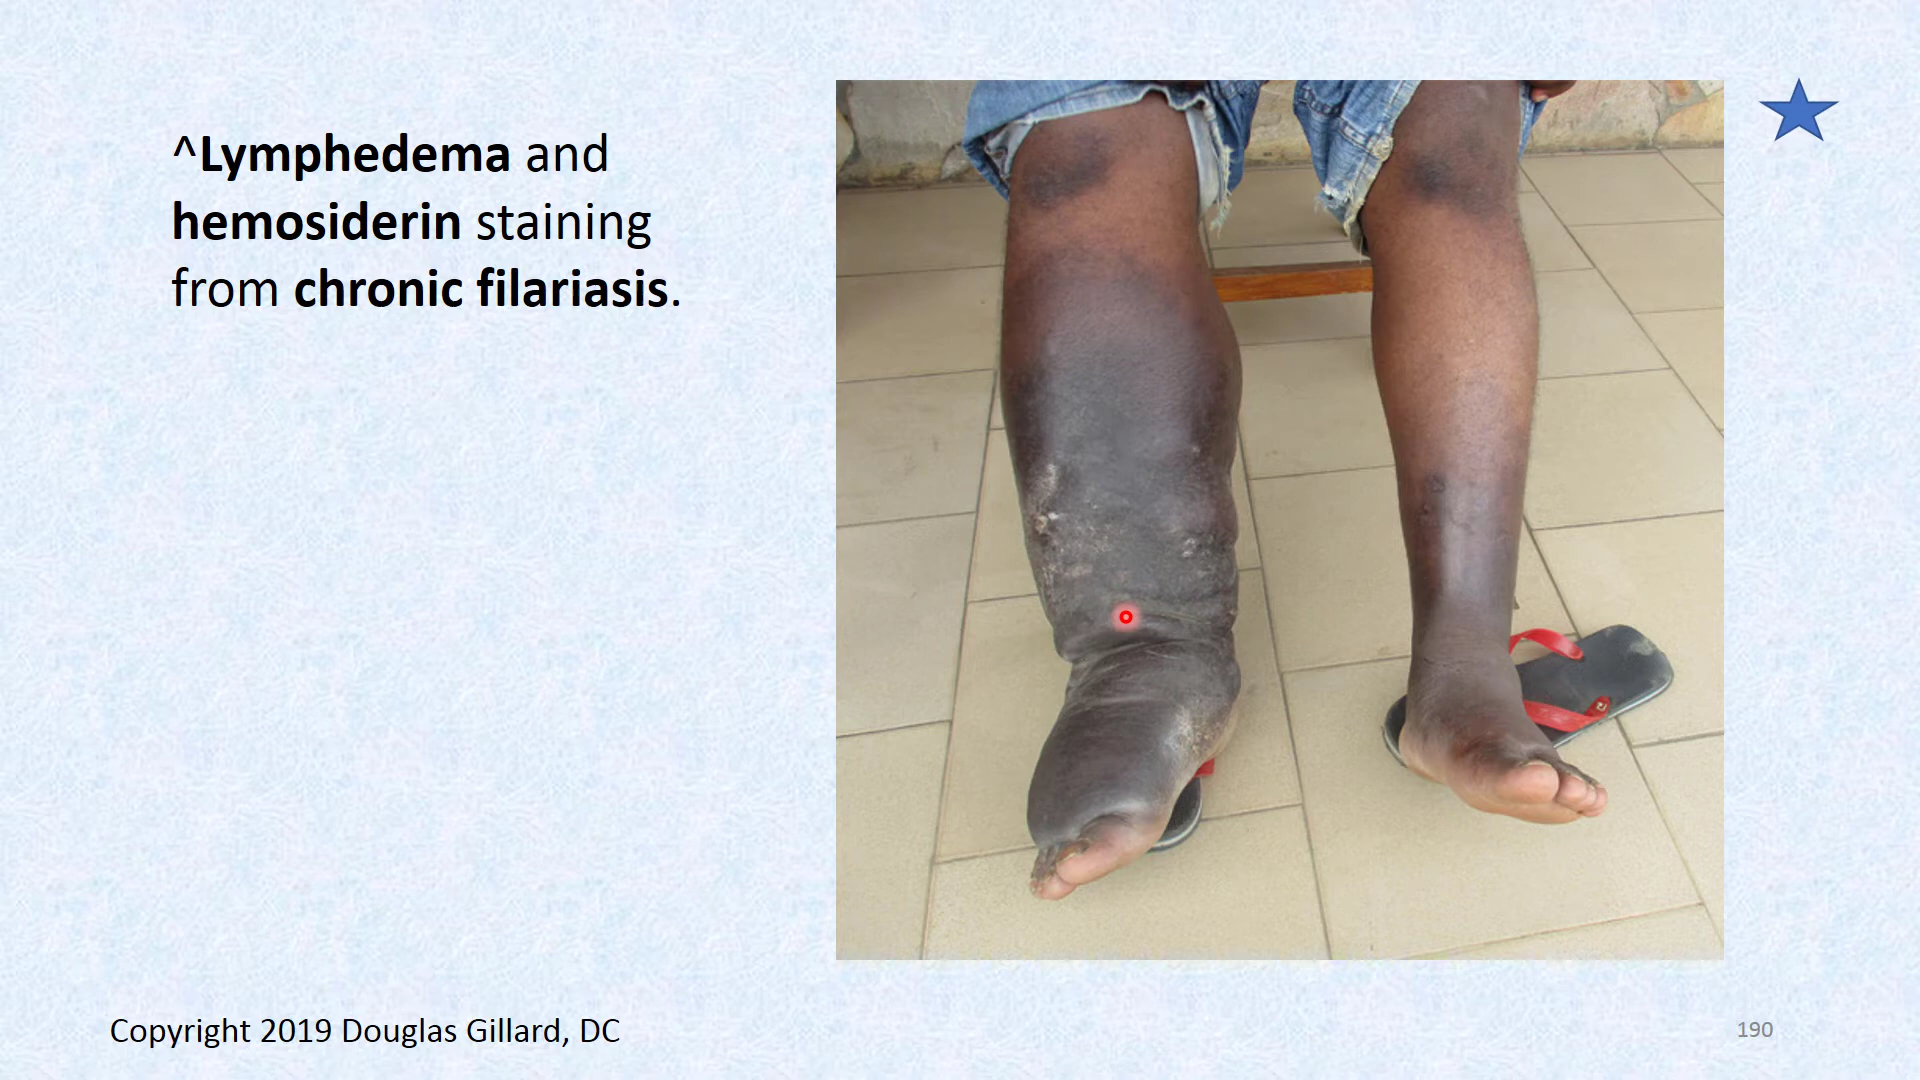 ^Lymphedema and
hemosiderin staining
from chronic filariasis.
Copyright 2019 Douglas Gillard, DC
190